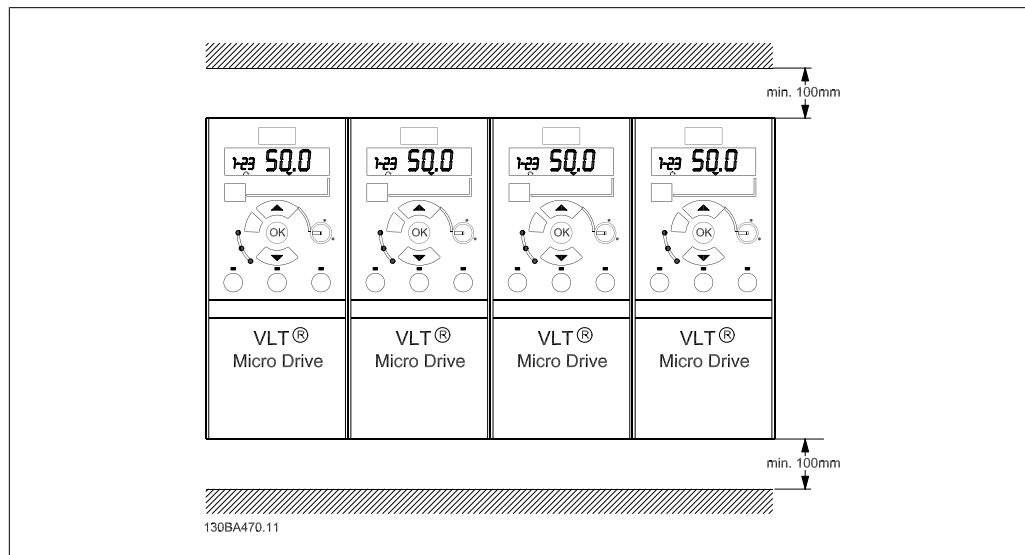 min. 100mm
1-23 50.0
1-23 50.0
1-23 50.0
1-23 50.0
OK
OK
OK
OK
VLT®
Micro Drive
VLT®
Micro Drive
VLT®
Micro Drive
VLT®
Micro Drive
min. 100mm
130BA470.11